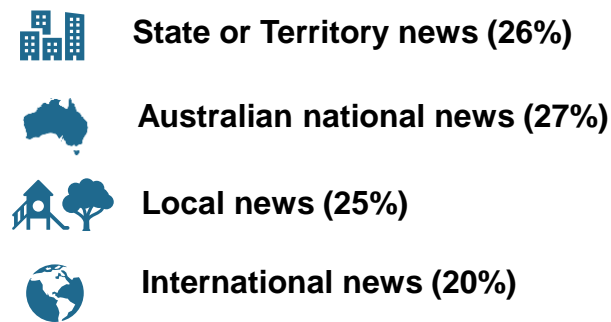 State or Territory news (26%)
Australian national news (27%)
Local news (25%)
International news (20%)